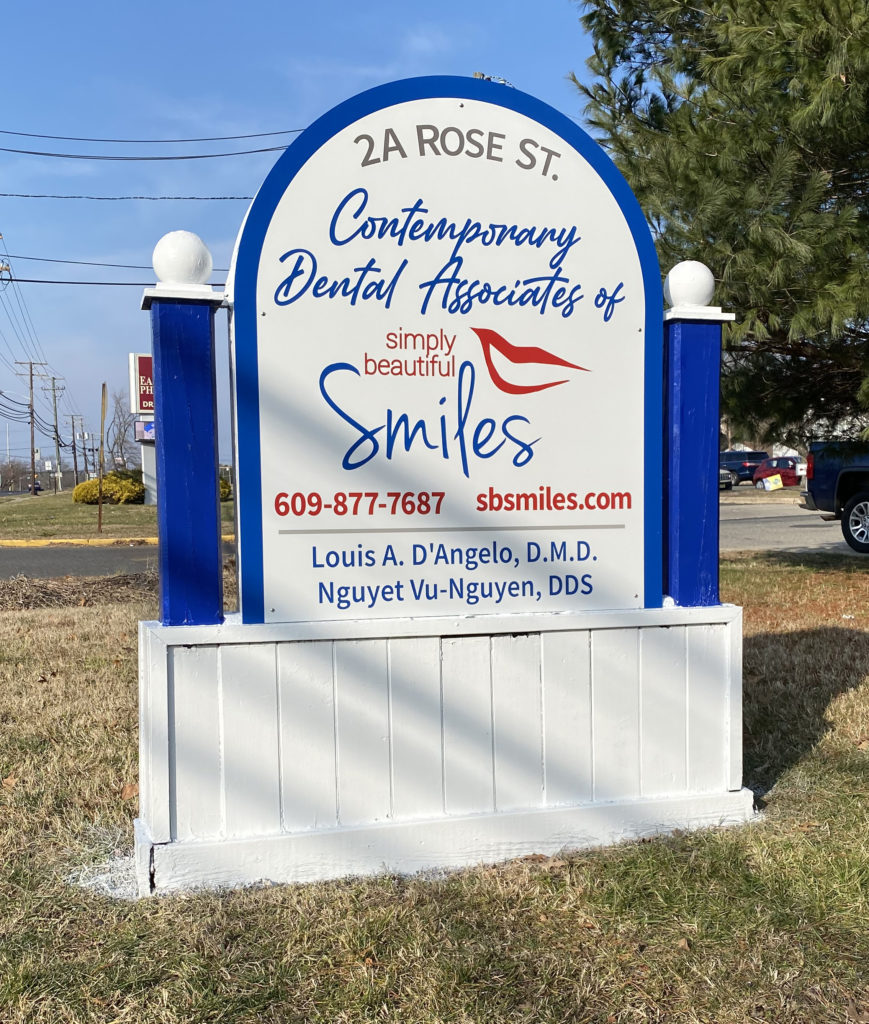 2A ROSE ST.
Contemporary
Dental Associates of
simply
beautiful
Smiles
609-877-7687 sbsmiles.com
Louis A. D'Angelo, D.M.D.
Nguyet Vu-Nguyen, DDS